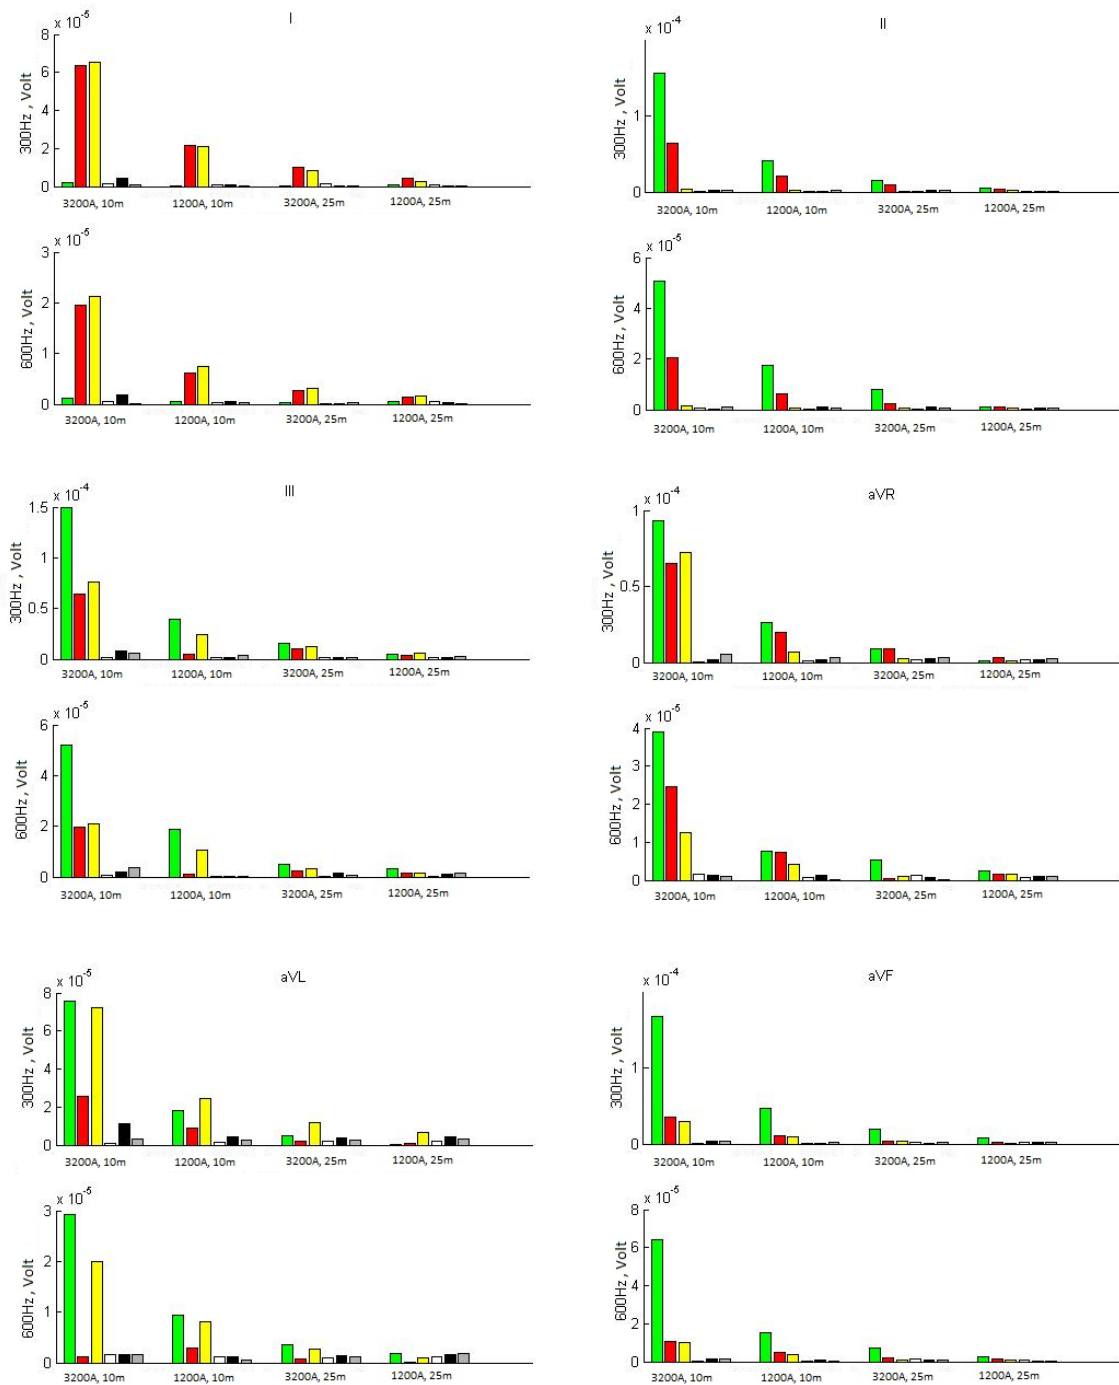 I
x 10-5
8
6
4
2
0
300Hz , Volt
3200A, 10m
1200A, 10m
3200A, 25m
1200A, 25m
x 10-5
3
2
1
0
600Hz , Volt
3200A, 10m
1200A, 10m
3200A, 25m
1200A, 25m
II
x 10-4
1
0
300Hz , Volt
3200A, 10m
1200A, 10m
3200A, 25m
1200A, 25m
x 10-5
6
4
2
0
600Hz , Volt
3200A, 10m
1200A, 10m
3200A, 25m
1200A, 25m
III
x 10-4
1.5
1
0.5
0
300Hz , Volt
3200A, 10m
1200A, 10m
3200A, 25m
1200A, 25m
x 10-5
6
4
2
0
600Hz , Volt
3200A, 10m
1200A, 10m
3200A, 25m
1200A, 25m
aVR
x 10-4
1
0.5
0
300Hz , Volt
3200A, 10m
1200A, 10m
3200A, 25m
1200A, 25m
x 10-5
4
3
2
1
0
600Hz , Volt
3200A, 10m
1200A, 10m
3200A, 25m
1200A, 25m
aVL
x 10-5
8
6
4
2
0
300Hz , Volt
3200A, 10m
1200A, 10m
3200A, 25m
1200A, 25m
x 10-5
3
2
1
0
600Hz , Volt
3200A, 10m
1200A, 10m
3200A, 25m
1200A, 25m
aVF
x 10-4
1
0
300Hz , Volt
3200A, 10m
1200A, 10m
3200A, 25m
1200A, 25m
x 10-5
8
6
4
2
0
600Hz , Volt
3200A, 10m
1200A, 10m
3200A, 25m
1200A, 25m